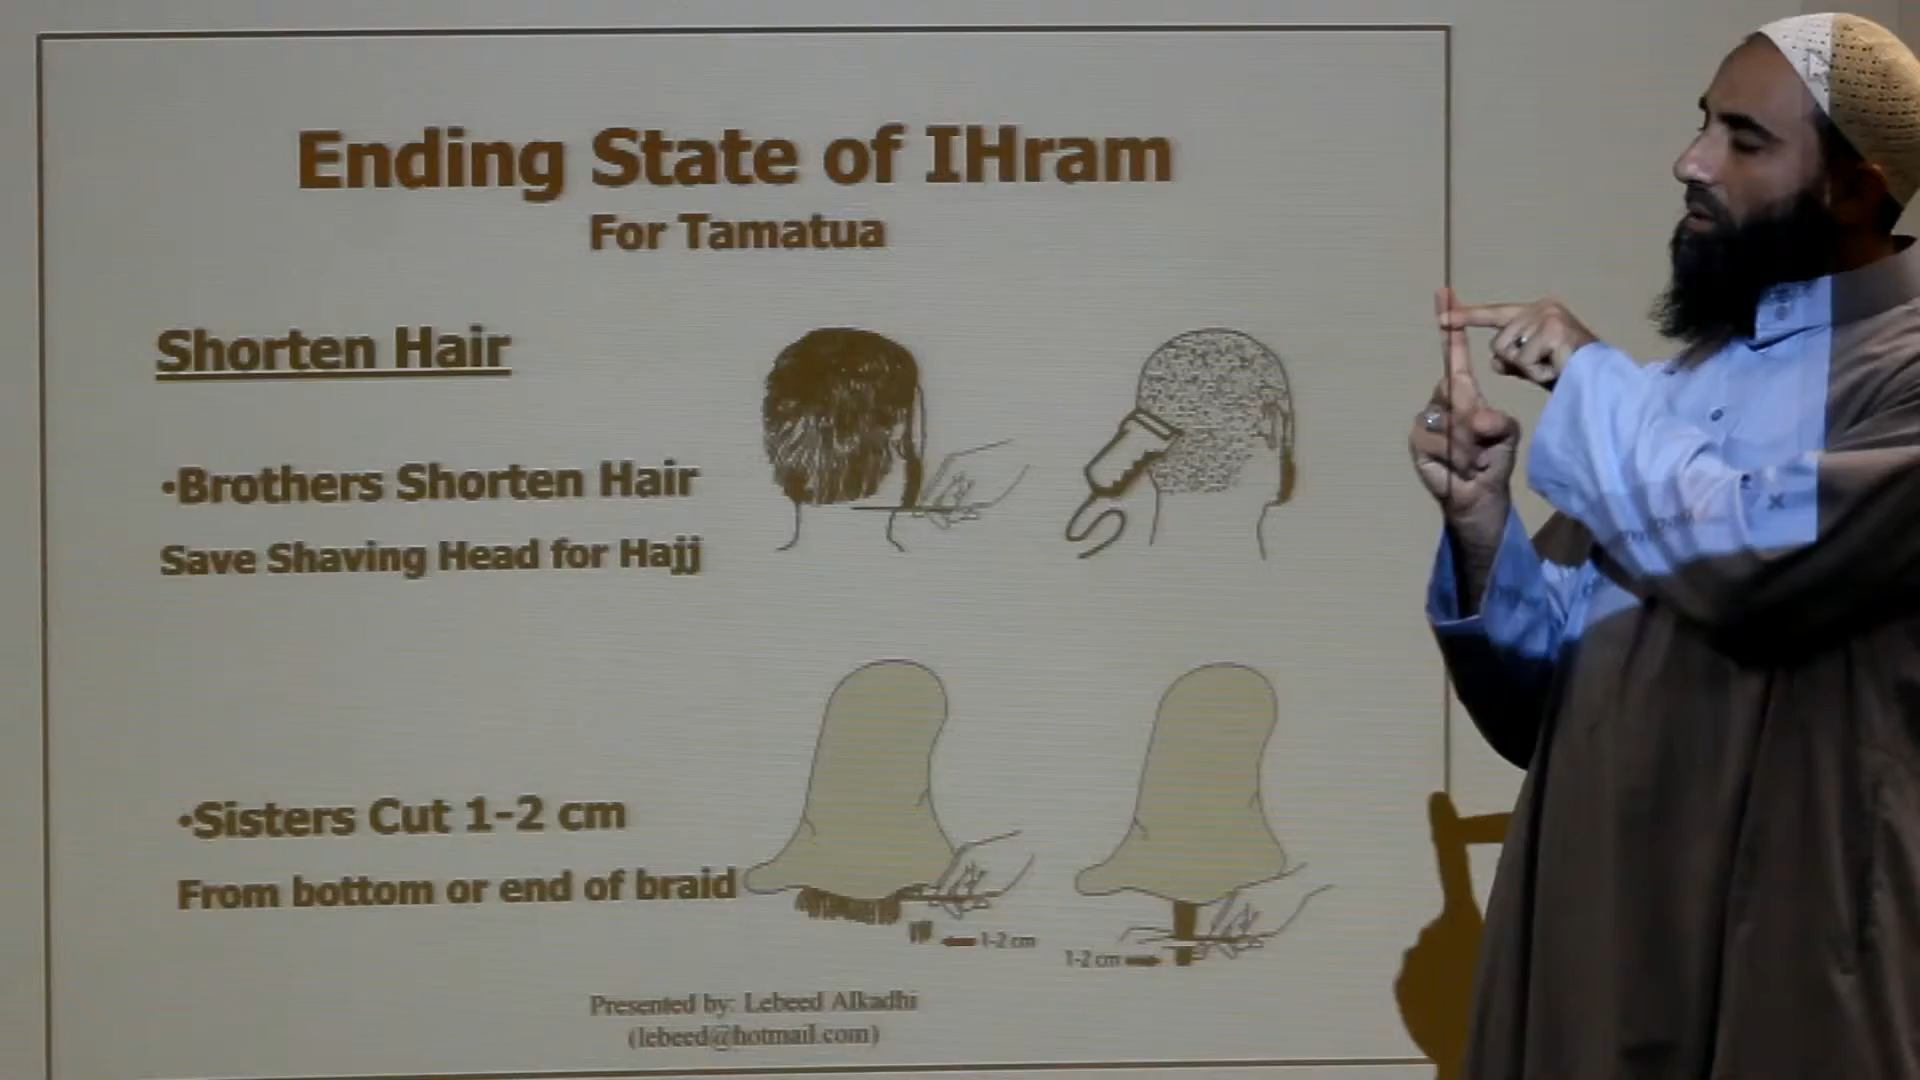 Ending State of IHram
For Tamatua
Shorten Hair
•Brothers Shorten Hair
Save Shaving Head for Hajj
•Sisters Cut 1-2 cm
From bottom or end of braid
1-2 cm
1-2 cm
Presented by: Lebeed Alkadhi
(lebeed@hotmail.com)